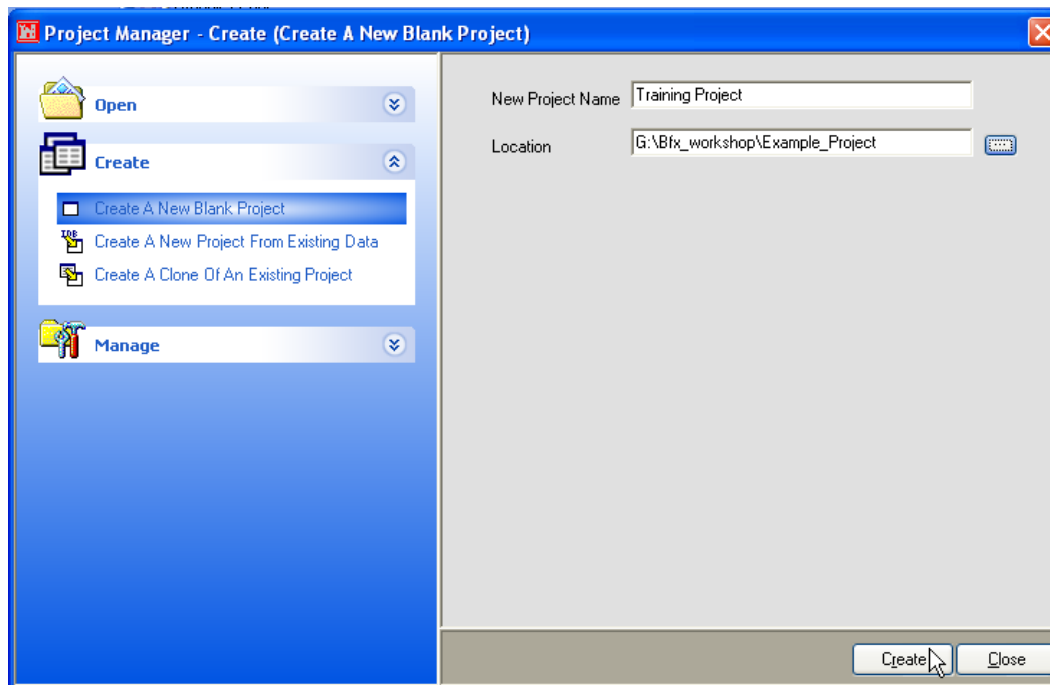 Project Manager - Create (Create A New Blank Project)
Open
Create
Create A New Blank Project
Create A New Project From Existing Data
Create A Clone Of An Existing Project
Manage
New Project Name Training Project
Location G:\Bfx_workshop\Example_Project
Create Close